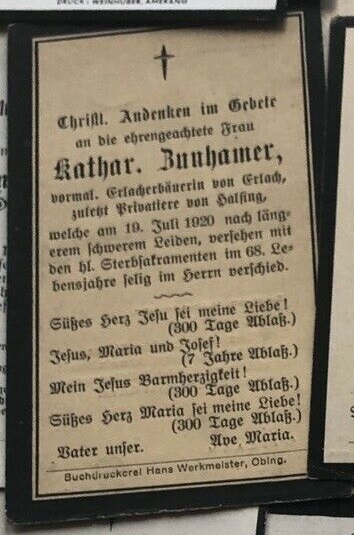 DRUCK: WEINHUBER, AMERANG
Christl. Andenken im Gebete
an die ehrengeachtete Frau
Kathar. Zunhamer,
vormal. Erlacherbäuerin von Erlach,
zuletzt Privatiere von Halfing,
welche am 19. Juli 1920 nach läng-
erem schwerem Leiden, versehen mit
den hl. Sterbsakramenten im 68. Le-
bensjahre selig im Herrn verschied.
Süßes Herz Jesu sei meine Liebe!
(300 Tage Ablaß.)
Jesus, Maria und Josef!
(7 Jahre Ablaß.)
Mein Jesus Barmherzigkeit!
(300 Tage Ablaß.)
Süßes Herz Maria sei meine Liebe!
(300 Tage Ablaß.)
Vater unser. Ave Maria.
Buchdruckerei Hans Werkmeister, Obing.